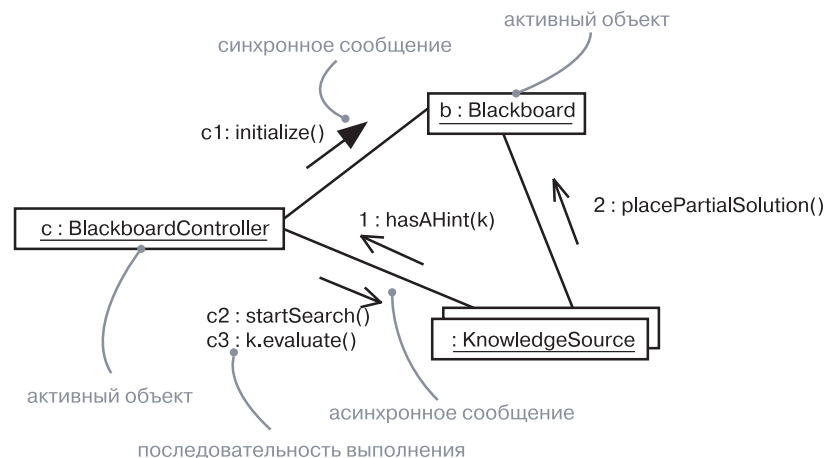 активный объект
синхронное сообщение
b : Blackboard
c1: initialize()
2 : placePartialSolution()
1 : hasAHint(k)
c : BlackboardController
c2 : startSearch()
c3 : k.evaluate()
: KnowledgeSource
активный объект
асинхронное сообщение
последовательность выполнения